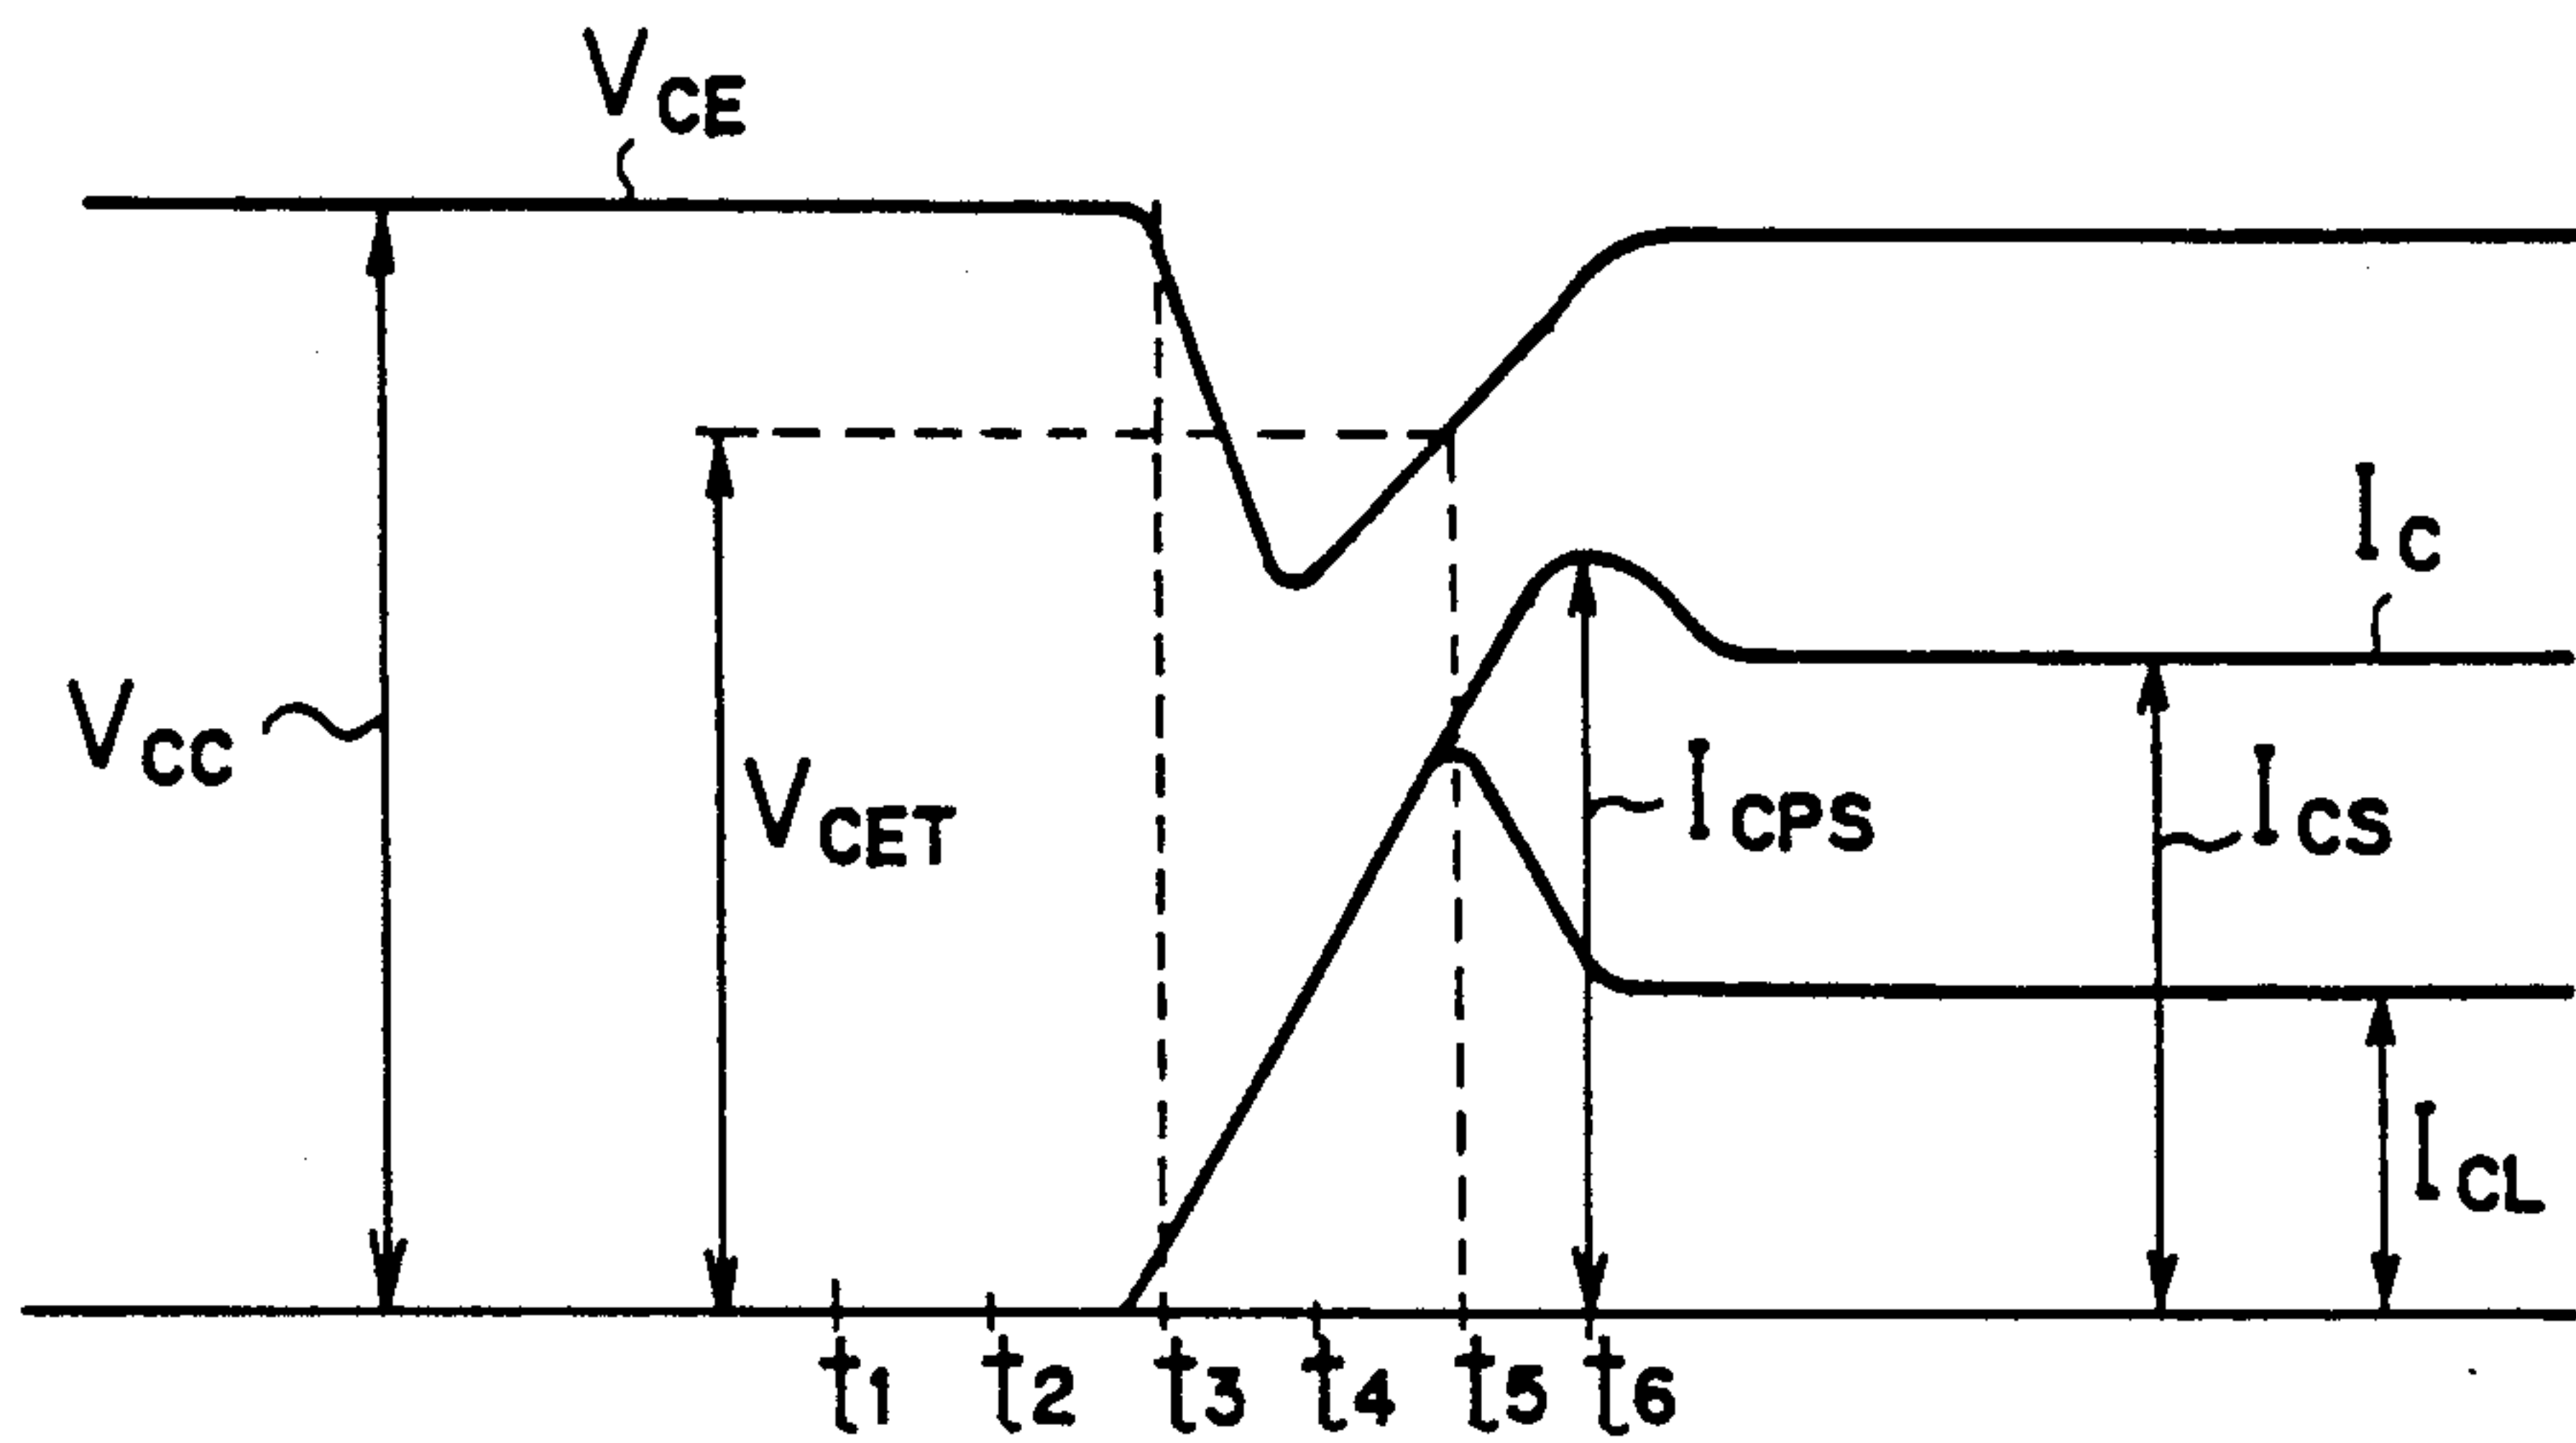 VCE
IC
VCC
VCET
ICPS
ICS
ICL
t1 t2 t3 t4 t5 t6